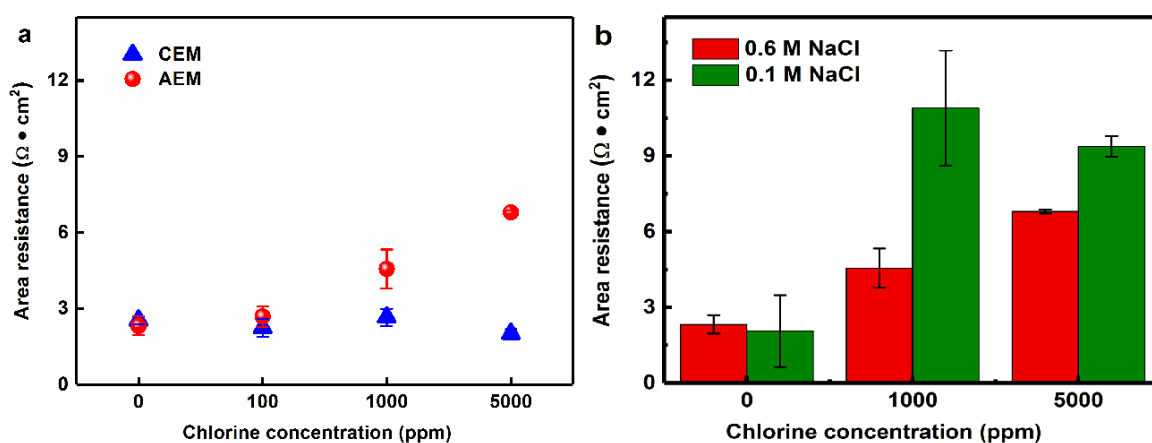 a
CEM
AEM
Area resistance (Ω • cm²)
12
9
6
3
0
0 100 1000 5000
Chlorine concentration (ppm)
b
0.6 M NaCl
0.1 M NaCl
Area resistance (Ω • cm²)
12
9
6
3
0
0 1000 5000
Chlorine concentration (ppm)